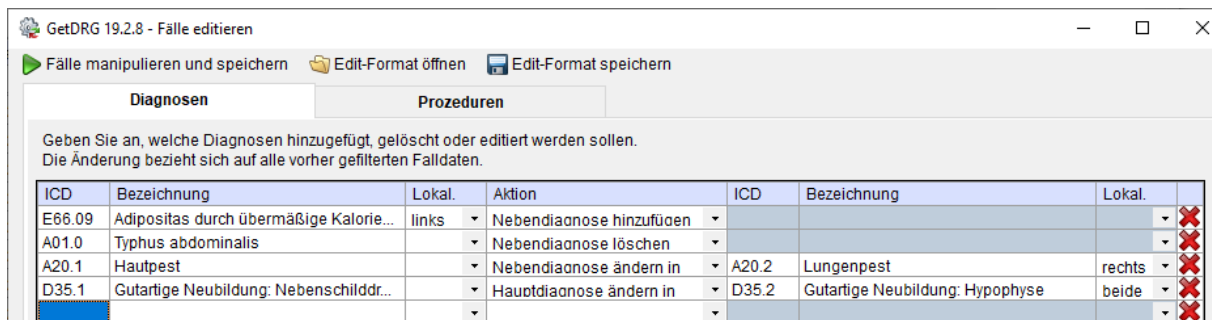 GetDRG 19.2.8 - Fälle editieren
Fälle manipulieren und speichern Edit-Format öffnen Edit-Format speichern
Diagnosen Prozeduren
Geben Sie an, welche Diagnosen hinzugefügt, gelöscht oder editiert werden sollen.
Die Änderung bezieht sich auf alle vorher gefilterten Falldaten.
ICD Bezeichnung Lokal. Aktion ICD Bezeichnung Lokal.
E66.09 Adipositas durch übermäßige Kalorie... links Nebendiagnose hinzufügen
A01.0 Typhus abdominalis Nebendiagnose löschen
A20.1 Hautpest Nebendiagnose ändern in A20.2 Lungenpest rechts
D35.1 Gutartige Neubildung: Nebenschilddr... Hauptdiagnose ändern in D35.2 Gutartige Neubildung: Hypophyse beide